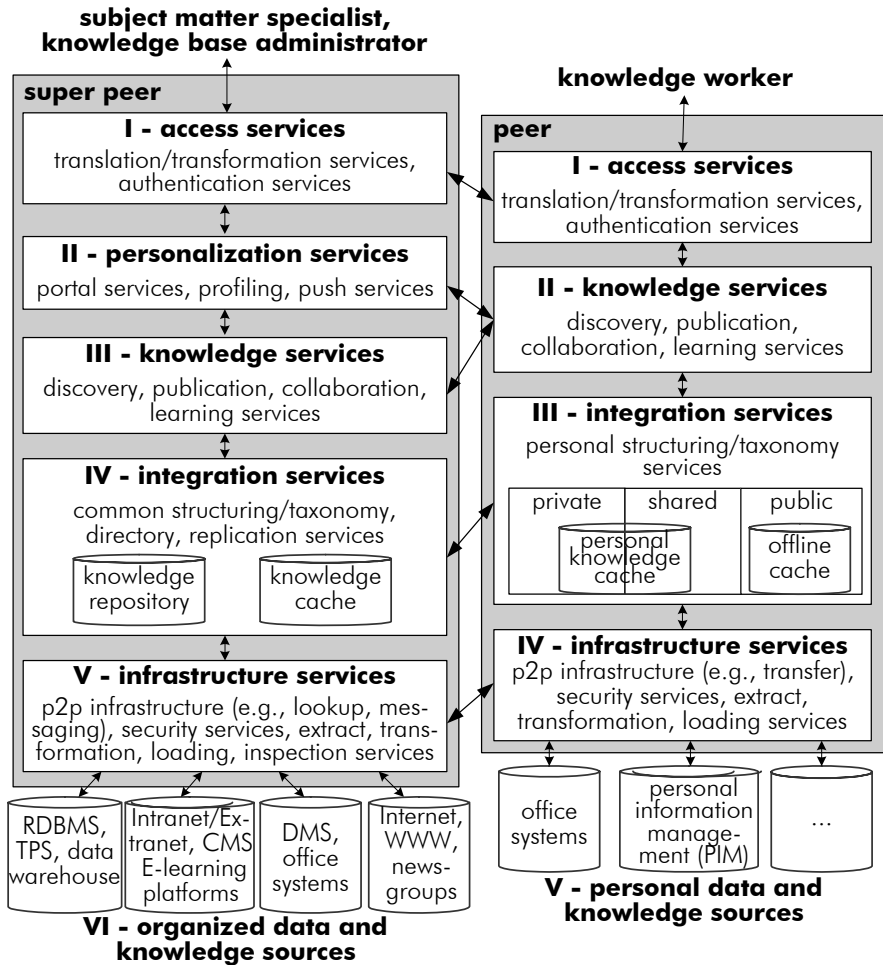 subject matter specialist,
knowledge base administrator
super peer
I - access services
translation/transformation services,
authentication services
II - personalization services
portal services, profiling, push services
III - knowledge services
discovery, publication, collaboration,
learning services
IV - integration services
common structuring/taxonomy,
directory, replication services
knowledge
repository
knowledge
cache
V - infrastructure services
p2p infrastructure (e.g., lookup, mes-
saging), security services, extract, trans-
formation, loading, inspection services
RDBMS,
TPS, data
warehouse
Intranet/Ex-
tranet, CMS
E-learning
platforms
DMS,
office
systems
Internet,
WWW,
news-
groups
VI - organized data and
knowledge sources
knowledge worker
peer
I - access services
translation/transformation services,
authentication services
II - knowledge services
discovery, publication,
collaboration, learning services
III - integration services
personal structuring/taxonomy
services
private
shared
public
personal
knowledge
cache
offline
cache
IV - infrastructure services
p2p infrastructure (e.g., transfer),
security services, extract,
transformation, loading services
office
systems
personal
information
manage-
ment (PIM)
...
V - personal data and
knowledge sources